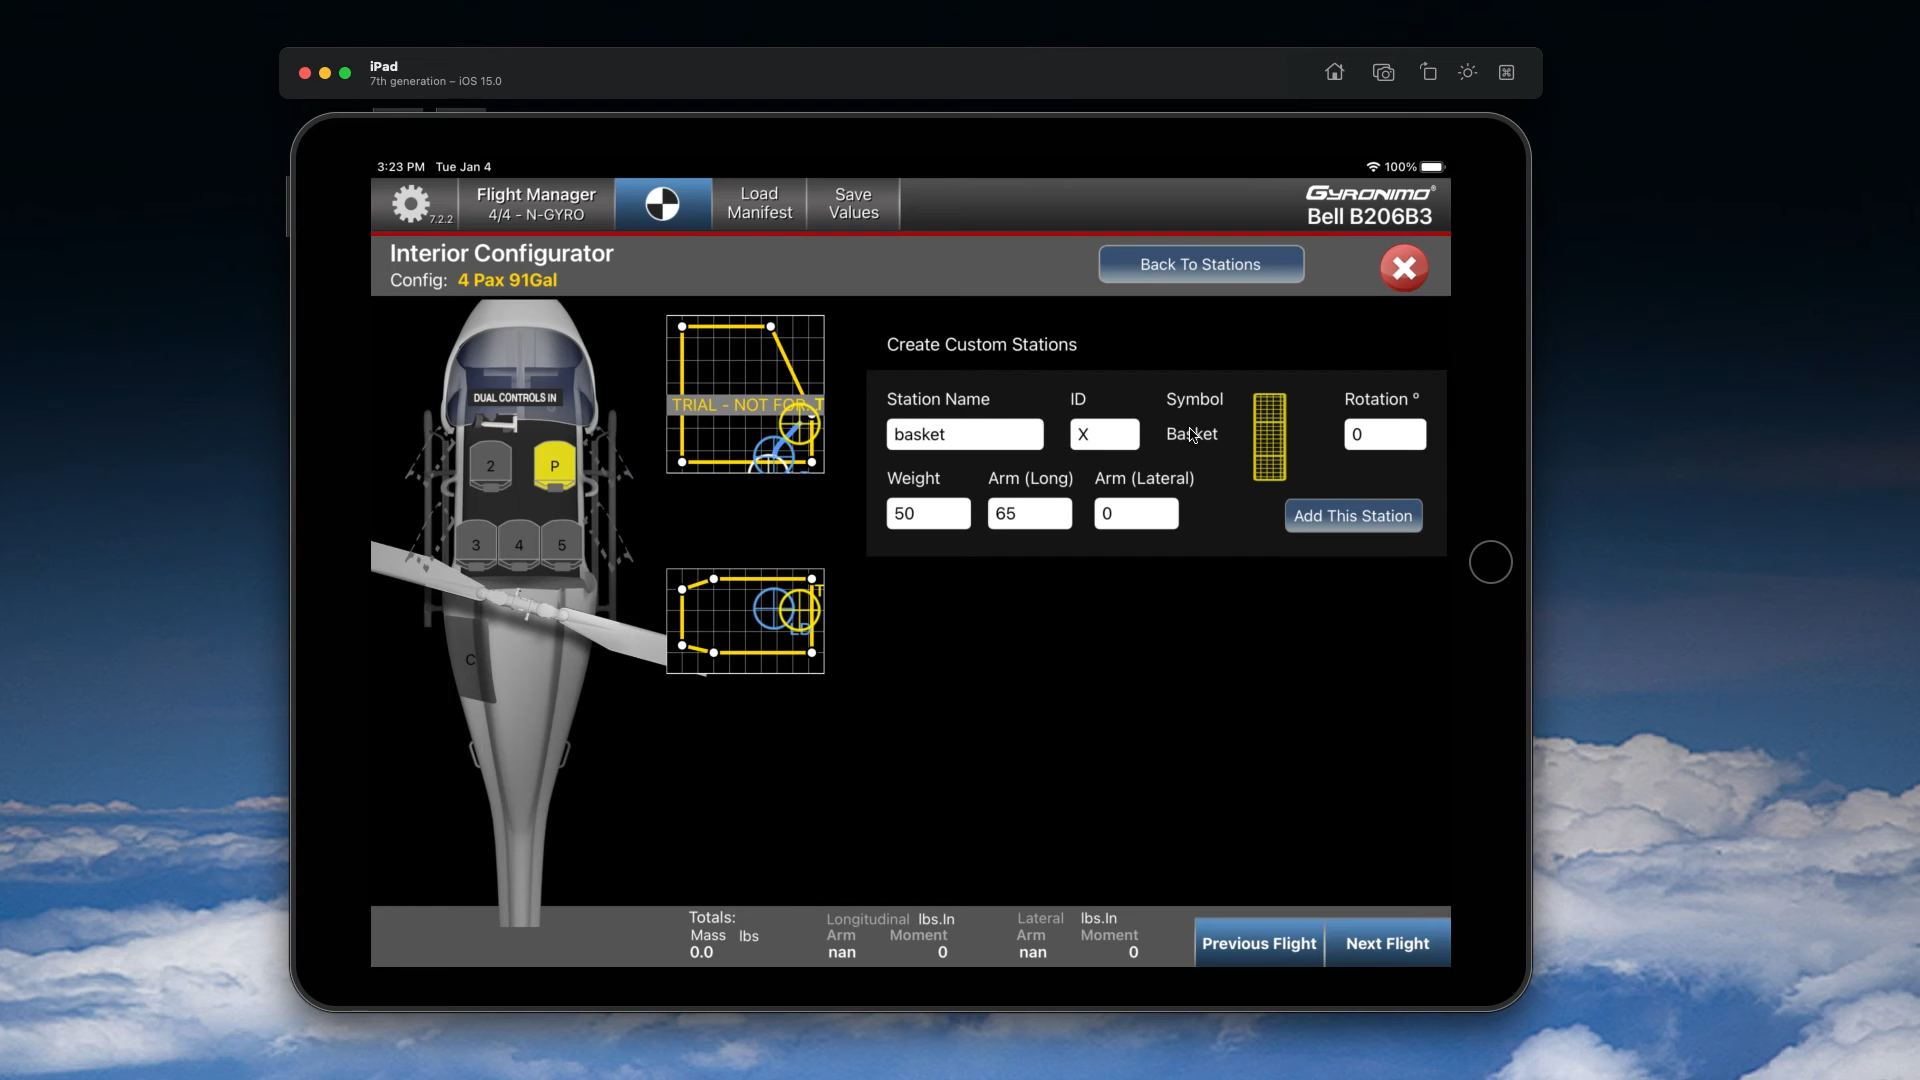 iPad
7th generation – iOS 15.0
3:23 PM Tue Jan 4
100%
7.2.2
Flight Manager
4/4 - N-GYRO
Load
Manifest
Save
Values
GYRONIMO®
Bell B206B3
Interior Configurator
Config: 4 Pax 91Gal
Back To Stations
DUAL CONTROLS IN
2
P
3
4
5
C
TRIAL - NOT FOR
T
T
Create Custom Stations
Station Name
ID
Symbol
Rotation º
basket
X
Basket
0
Weight
Arm (Long)
Arm (Lateral)
50
65
0
Add This Station
Totals:
Mass lbs
0.0
Longitudinal lbs.In
Arm Moment
nan 0
Lateral lbs.In
Arm Moment
nan 0
Previous Flight
Next Flight